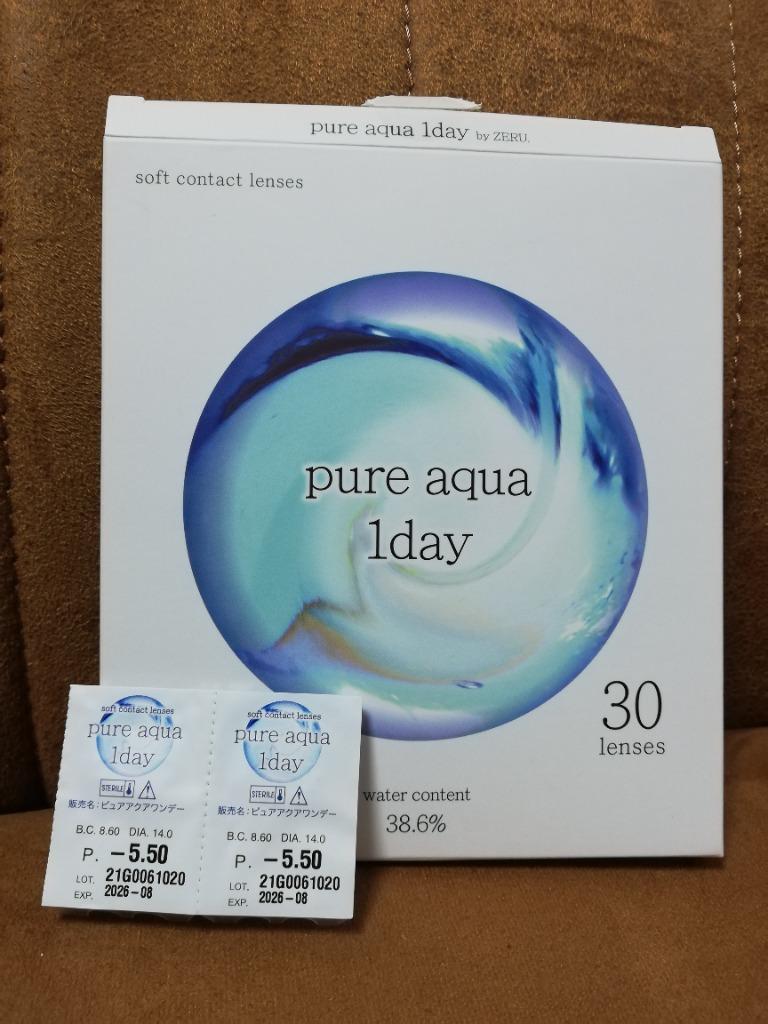 pure aqua 1day by ZERU.
soft contact lenses
pure aqua
1day
30
lenses
water content
38.6%
soft contact lenses
pure aqua
1day
STERILE
販売名：ピュアアクアワンデー
B.C. 8.60 DIA. 14.0
P. －5.50
LOT. 21G0061020
EXP. 2026－08
soft contact lenses
pure aqua
1day
STERILE
販売名：ピュアアクアワンデー
B.C. 8.60 DIA. 14.0
P. －5.50
LOT. 21G0061020
EXP. 2026－08